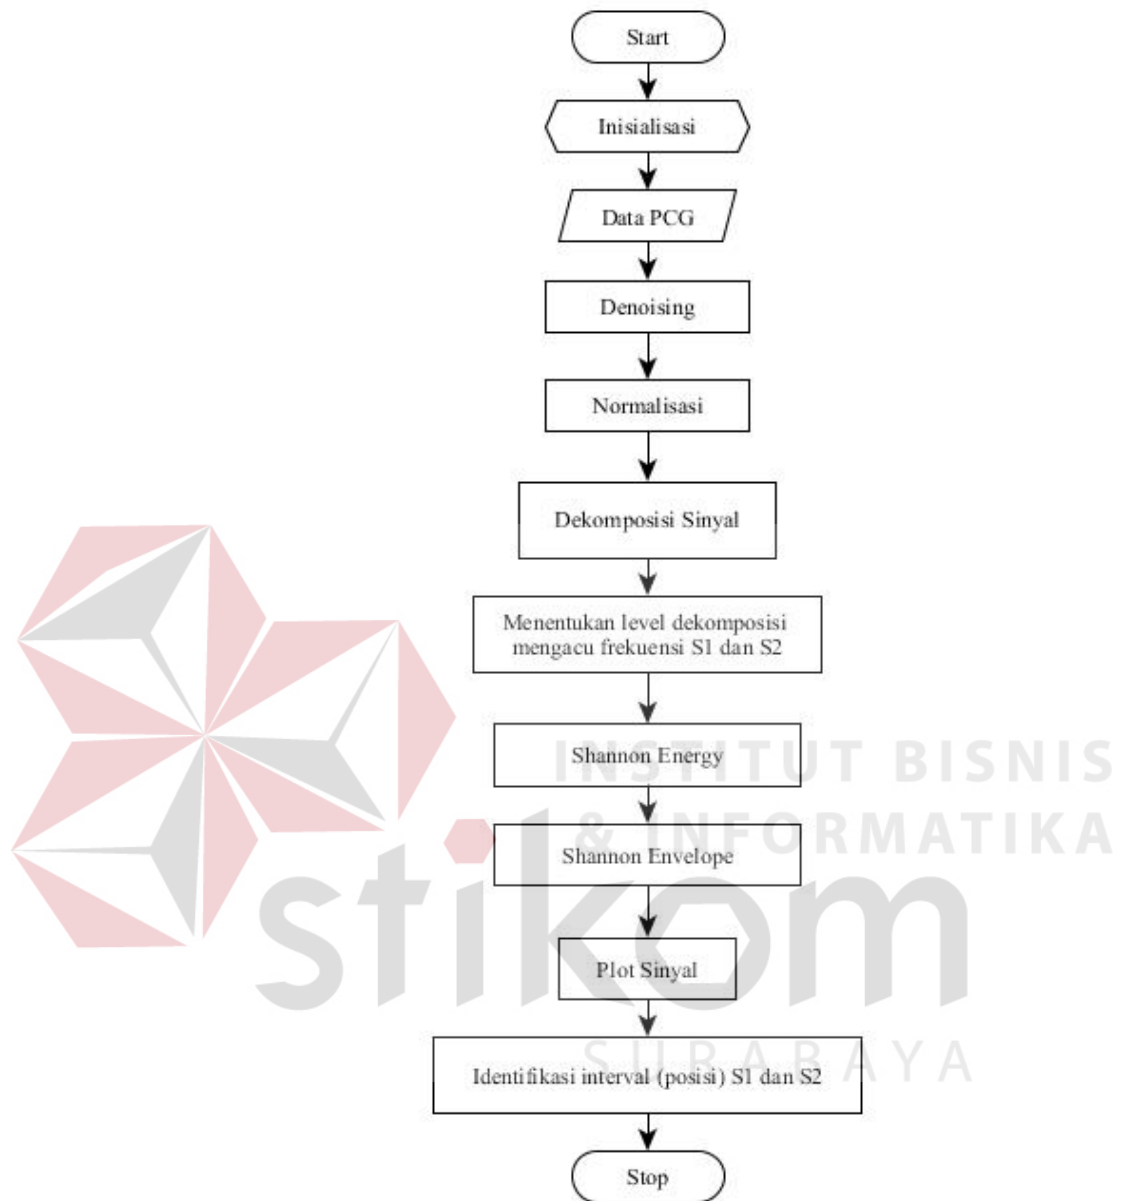 Start
Inisialisasi
Data PCG
Denoising
Normalisasi
Dekomposisi Sinyal
Menentukan level dekomposisi
mengacu frekuensi S1 dan S2
Shannon Energy
INSTITUT BISNIS
& INFORMATIKA
Shannon Envelope
stikom
Plot Sinyal
SURABAYA
Identifikasi interval (posisi) S1 dan S2
Stop